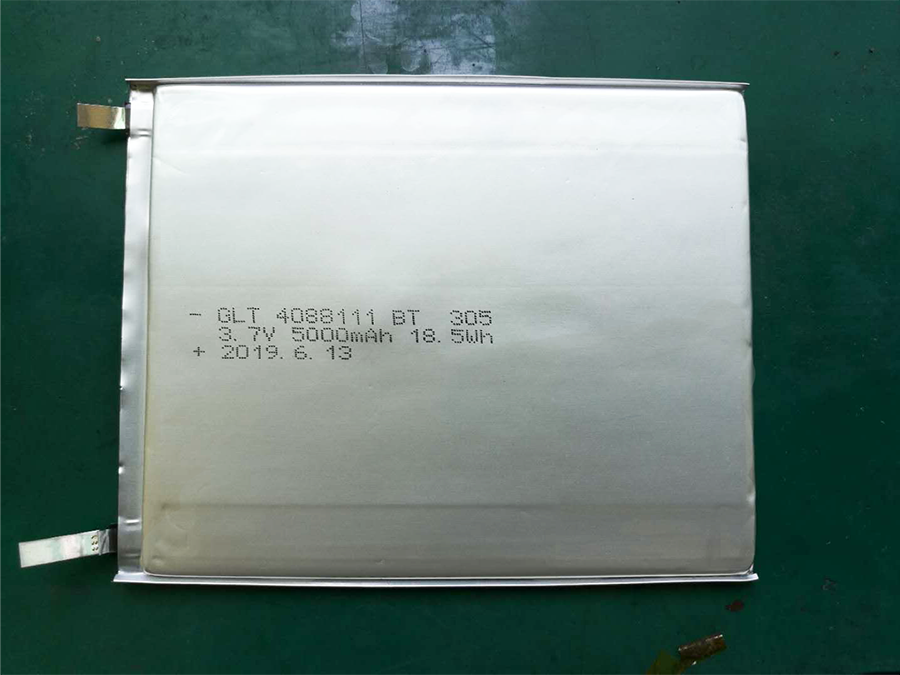 - GLT 4088111 BT 305
3.7V 5000mAh 18.5Wh
+ 2019.6.13